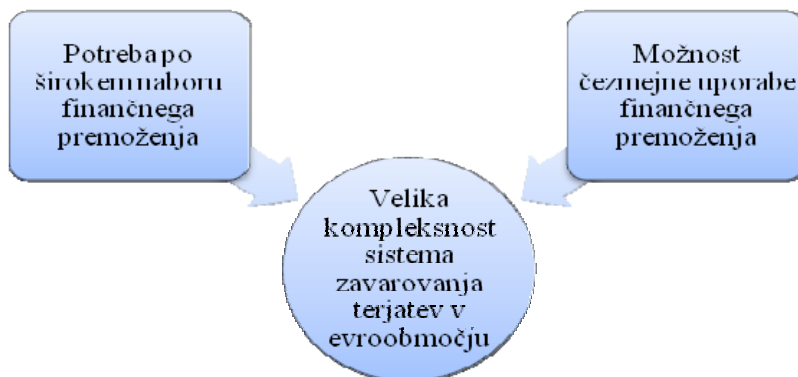 Potreba po
širokem naboru
finančnega
premoženja
Možnost
čezmejne uporabe
finančnega
premoženja
Velika
kompleksnost
sistema
zavarovanja
terjatev v
evroobmočju